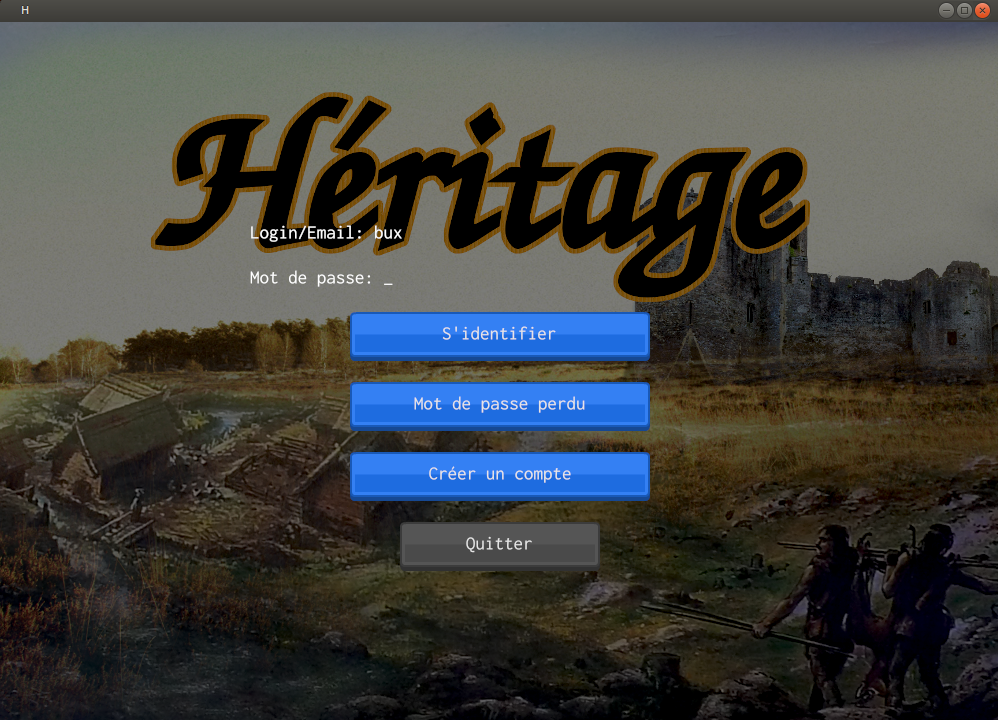 H
Héritage
Login/Email: bux
Mot de passe: _
S'identifier
Mot de passe perdu
Créer un compte
Quitter